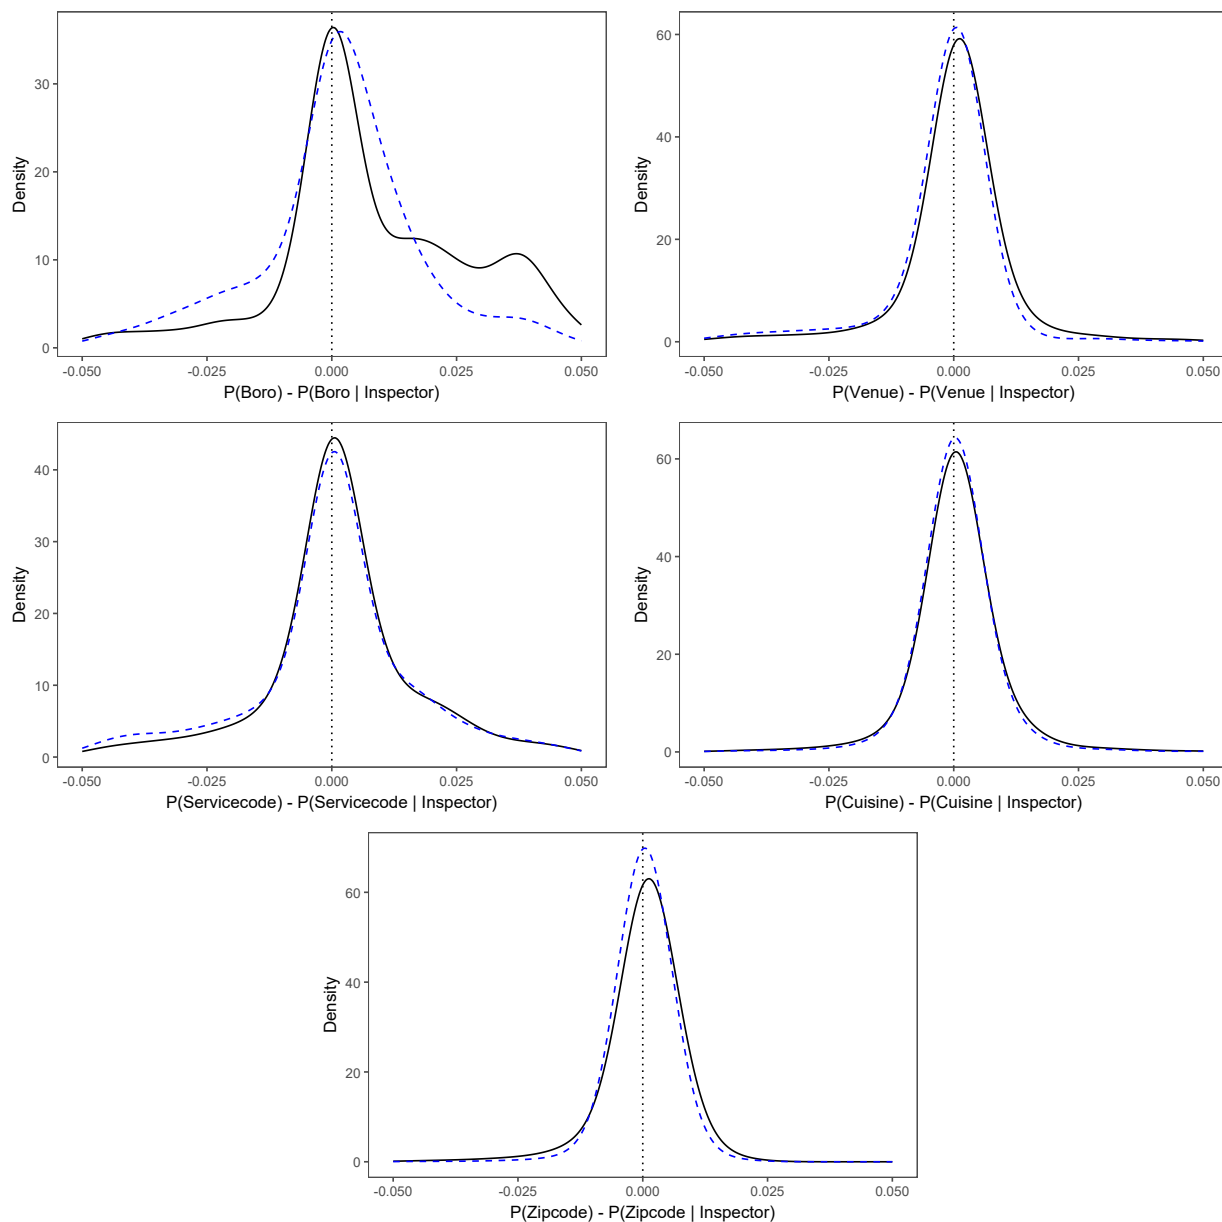 Density
30
20
10
0
-0.050 -0.025 0.000 0.025 0.050
P(Boro) - P(Boro | Inspector)
Density
60
40
20
0
-0.050 -0.025 0.000 0.025 0.050
P(Venue) - P(Venue | Inspector)
Density
40
30
20
10
0
-0.050 -0.025 0.000 0.025 0.050
P(Servicecode) - P(Servicecode | Inspector)
Density
60
40
20
0
-0.050 -0.025 0.000 0.025 0.050
P(Cuisine) - P(Cuisine | Inspector)
Density
60
40
20
0
-0.050 -0.025 0.000 0.025 0.050
P(Zipcode) - P(Zipcode | Inspector)